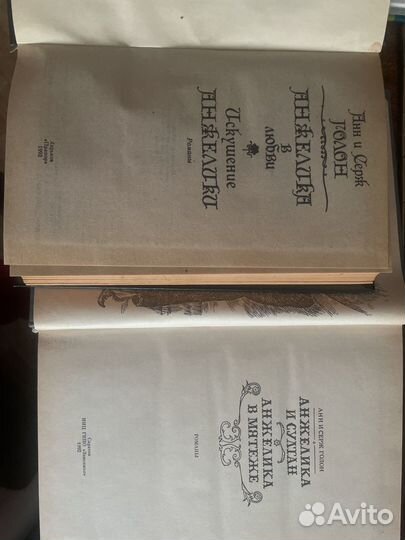 Анн и Серж
ГОЛОН
АНЖЕЛИКА
В
ЛЮБВИ
Искушение
АНЖЕЛИКИ
Романы
Харьков
1992
АНН И СЕРЖ ГОЛОН
АНЖЕЛИКА
И СУЛТАН
АНЖЕЛИКА
В МЯТЕЖЕ
РОМАНЫ
1992
Avito